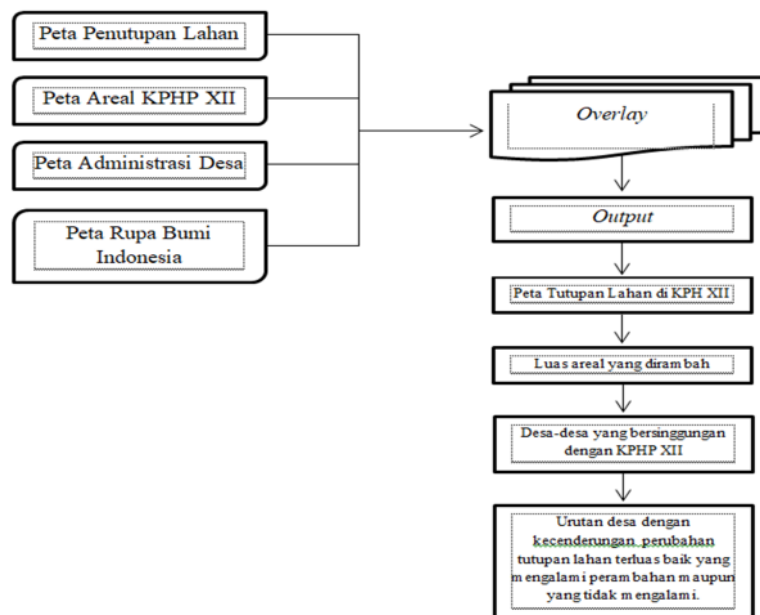 Peta Penutupan Lahan
Peta Areal KPHP XII
Peta Administrasi Desa
Peta Rupa Bumi
Indonesia
Overlay
Output
Peta Tutupan Lahan di KPH XII
Luas areal yang dirambah
Desa-desa yang bersinggungan
dengan KPHP XII
Urutan desa dengan
kecenderungan perubahan
tutupan lahan terluas baik yang
mengalami perambahan maupun
yang tidak mengalami.